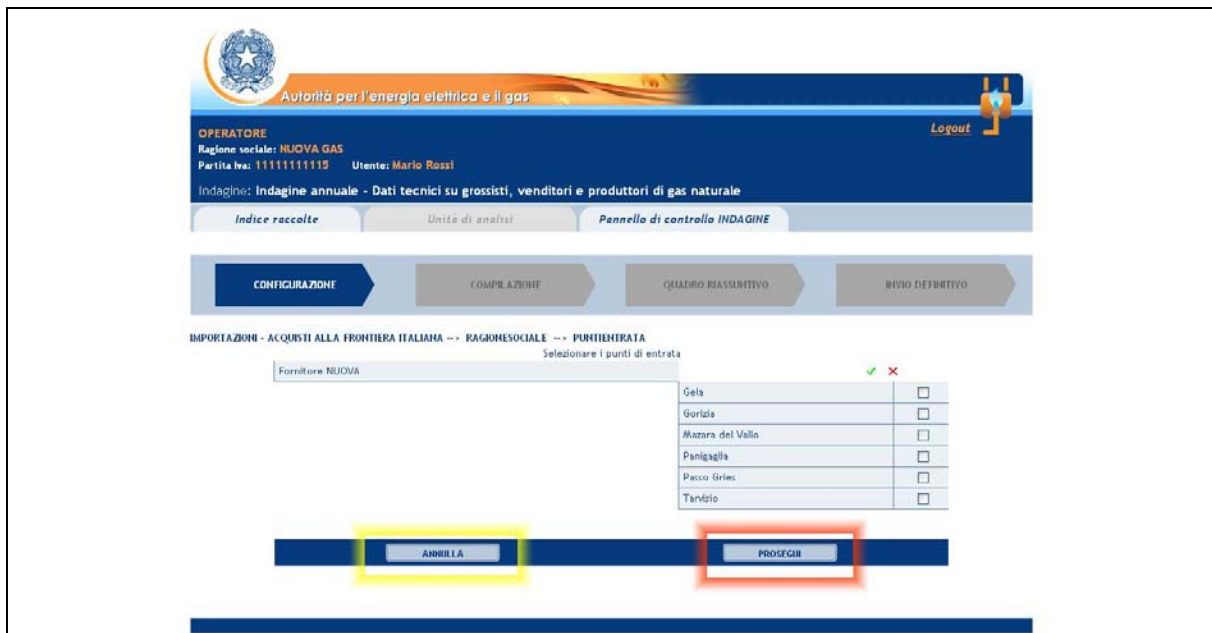 Autorità per l'energia elettrica e il gas
Logout
OPERATORE
Ragione sociale: NUOVA GAS
Partita Iva: 11111111115 Utente: Mario Rossi
Indagine: Indagine annuale - Dati tecnici su grossisti, venditori e produttori di gas naturale
Indice raccolte Unità di analisi Pannello di controllo INDAGINE
CONFIGURAZIONE COMPILAZIONE QUADRO RIASSUNTIVO INVIO DEFINITIVO
IMPORTAZIONI - ACQUISTI ALLA FRONTIERA ITALIANA --> RAGIONESOCIALE --> PUNTIENTRATA
Selezionare i punti di entrata
Fornitore NUOVA
Gela
Gorizia
Mazara del Vallo
Panigaglia
Passo Gries
Tarvisio
ANNULLA PROSEGUI